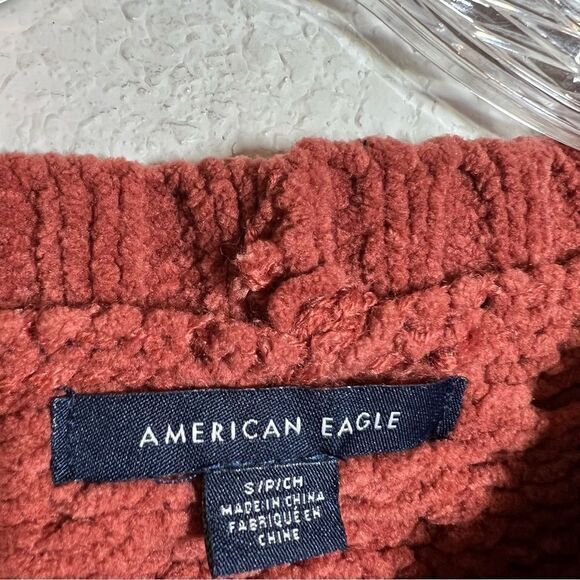 AMERICAN EAGLE
S/P/CH
MADE IN CHINA
FABRIQUÉ EN
CHINE